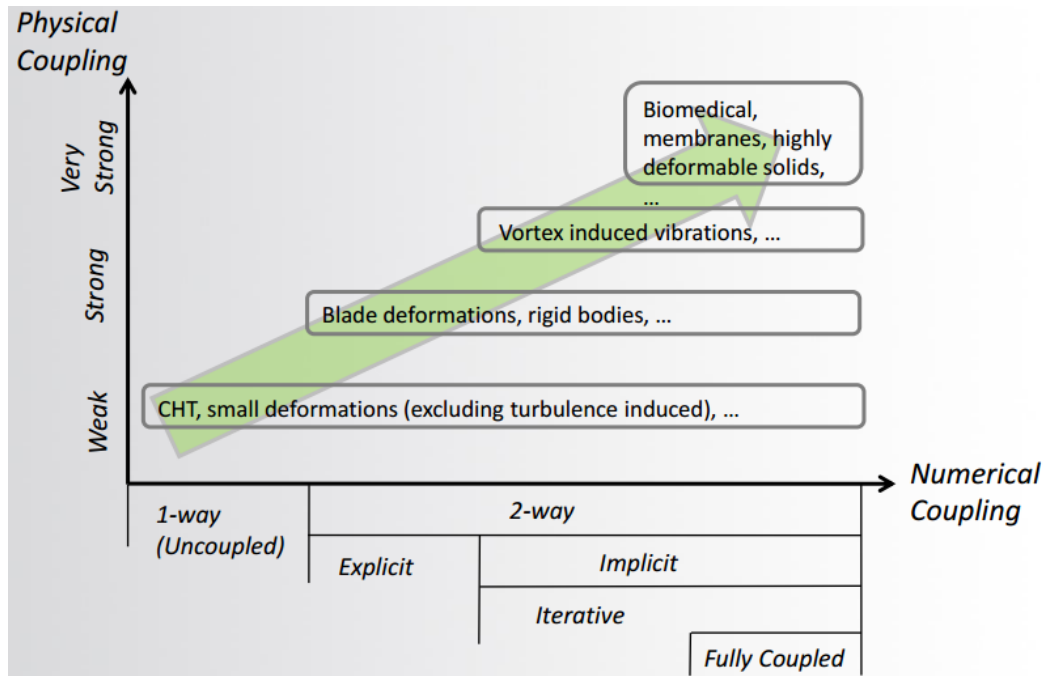 Physical
Coupling
Very
Strong
Strong
Weak
Biomedical,
membranes, highly
deformable solids,
...
Vortex induced vibrations, ...
Blade deformations, rigid bodies, ...
CHT, small deformations (excluding turbulence induced), ...
Numerical
Coupling
1-way
(Uncoupled)
2-way
Explicit
Implicit
Iterative
Fully Coupled